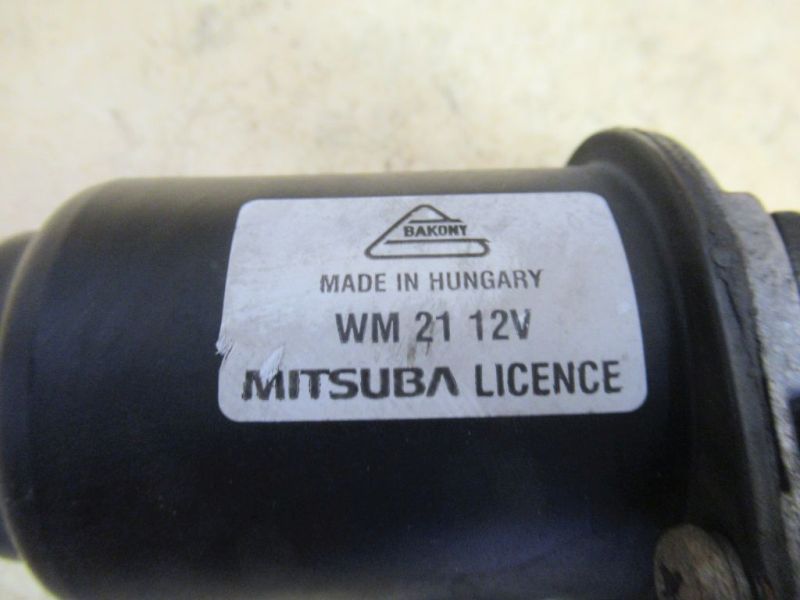 BAKONY
MADE IN HUNGARY
WM 21 12V
MITSUBA LICENCE